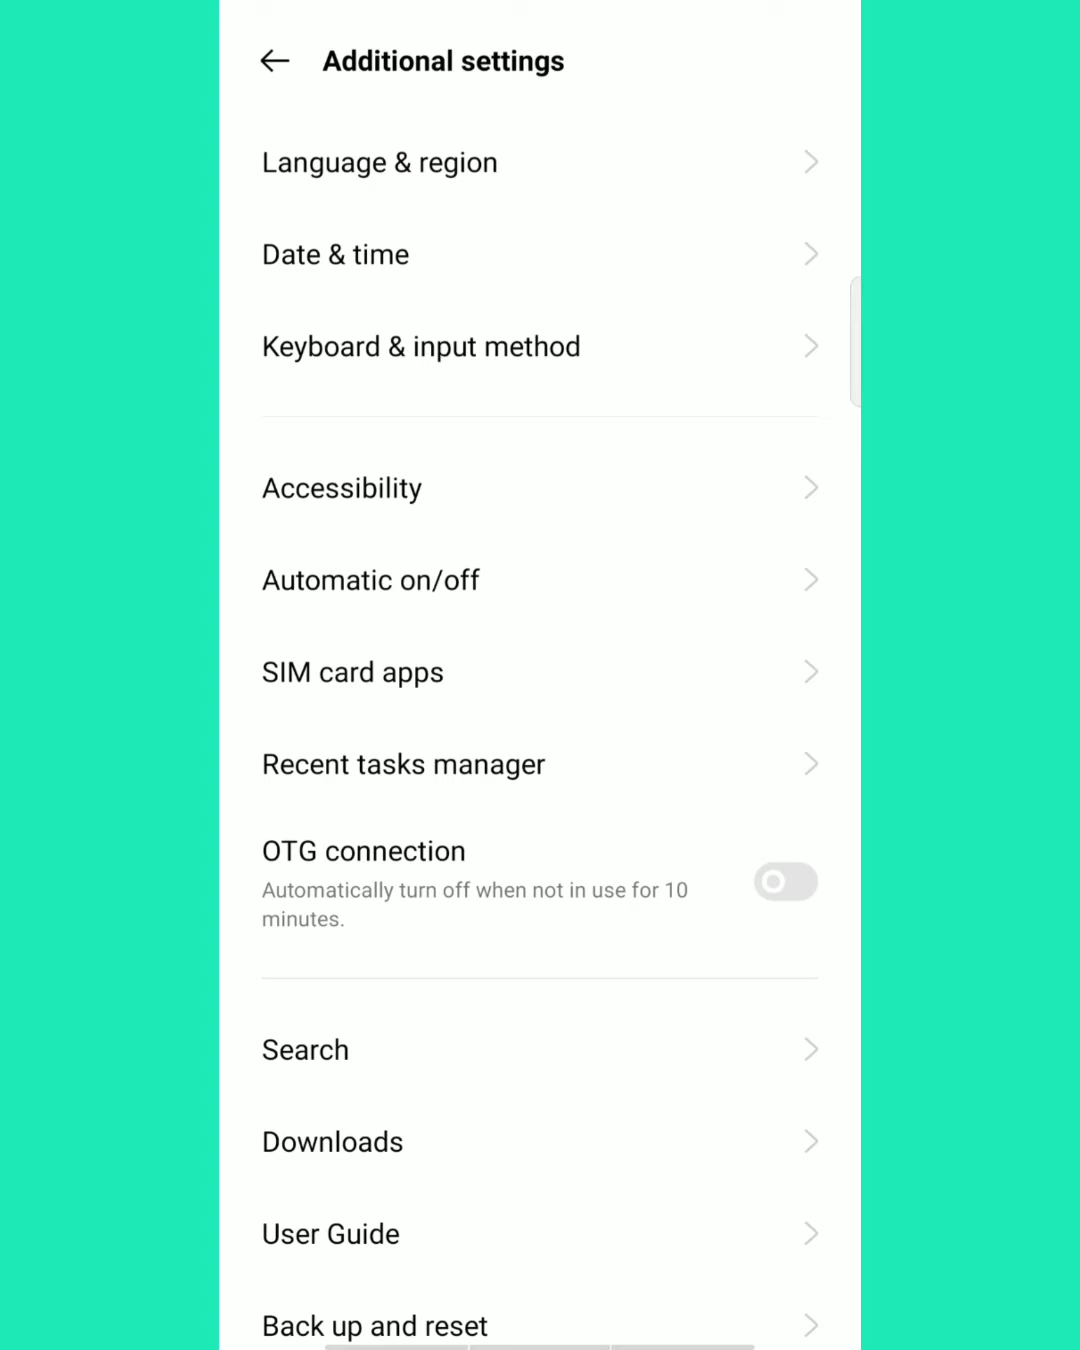 Additional settings
Language & region
Date & time
Keyboard & input method
Accessibility
Automatic on/off
SIM card apps
Recent tasks manager
OTG connection
Automatically turn off when not in use for 10
minutes.
Search
Downloads
User Guide
Back up and reset